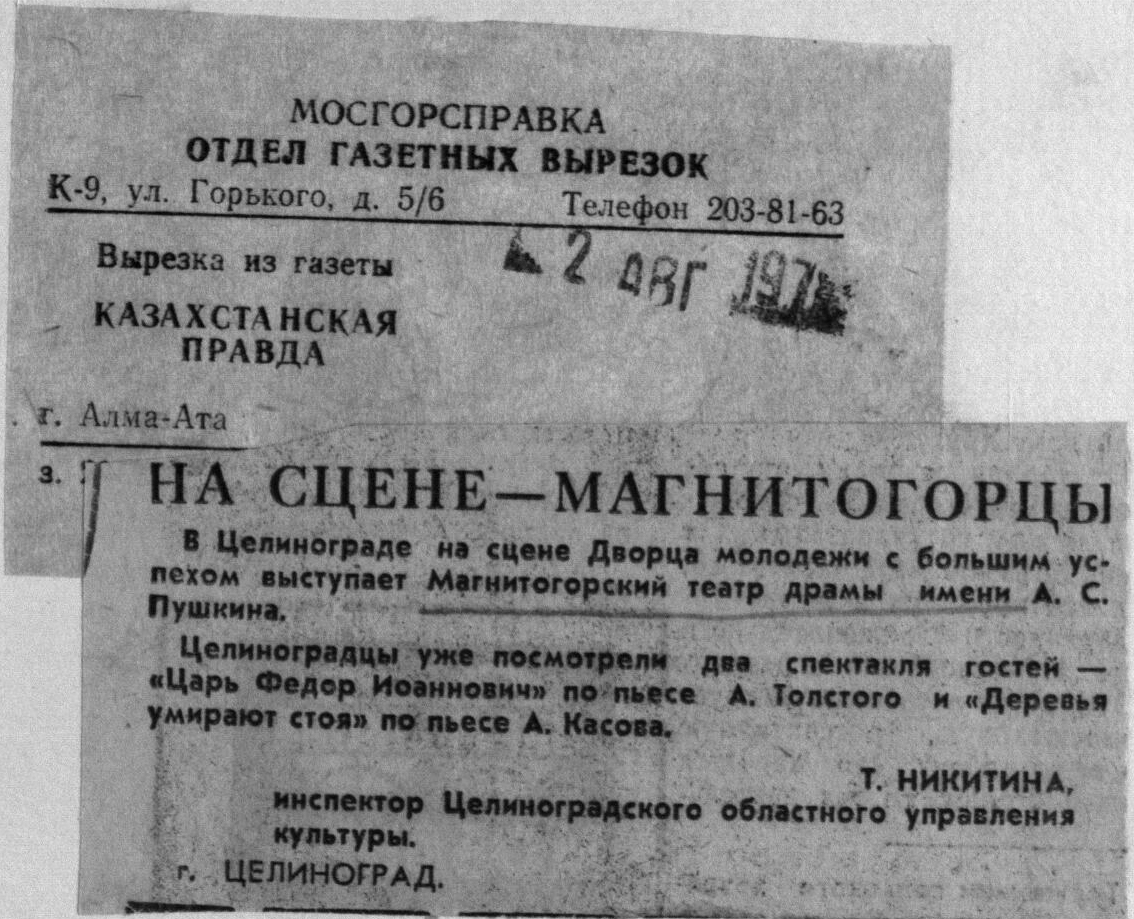 МОСГОРСПРАВКА
ОТДЕЛ ГАЗЕТНЫХ ВЫРЕЗОК
К-9, ул. Горького, д. 5/6 Телефон 203-81-63
Вырезка из газеты
2 АВГ
КАЗАХСТАНСКАЯ
ПРАВДА
г. Алма-Ата
з.
НА СЦЕНЕ—МАГНИТОГОРЦЫ
В Целинограде на сцене Дворца молодежи с большим ус-
пехом выступает Магнитогорский театр драмы имени А. С.
Пушкина.
Целиноградцы уже посмотрели два спектакля гостей —
«Царь Федор Иоаннович» по пьесе А. Толстого и «Деревья
умирают стоя» по пьесе А. Касова.
Т. НИКИТИНА,
инспектор Целиноградского областного управления
культуры.
г. ЦЕЛИНОГРАД.